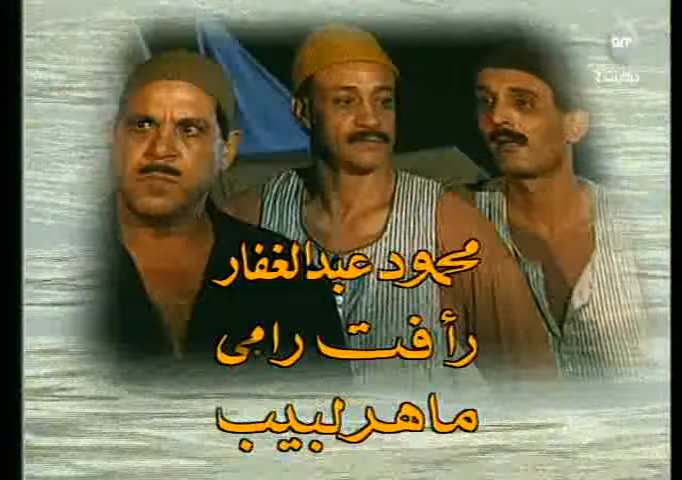 محمود عبدالغفار
رأفت رامى
ماهر لبيب